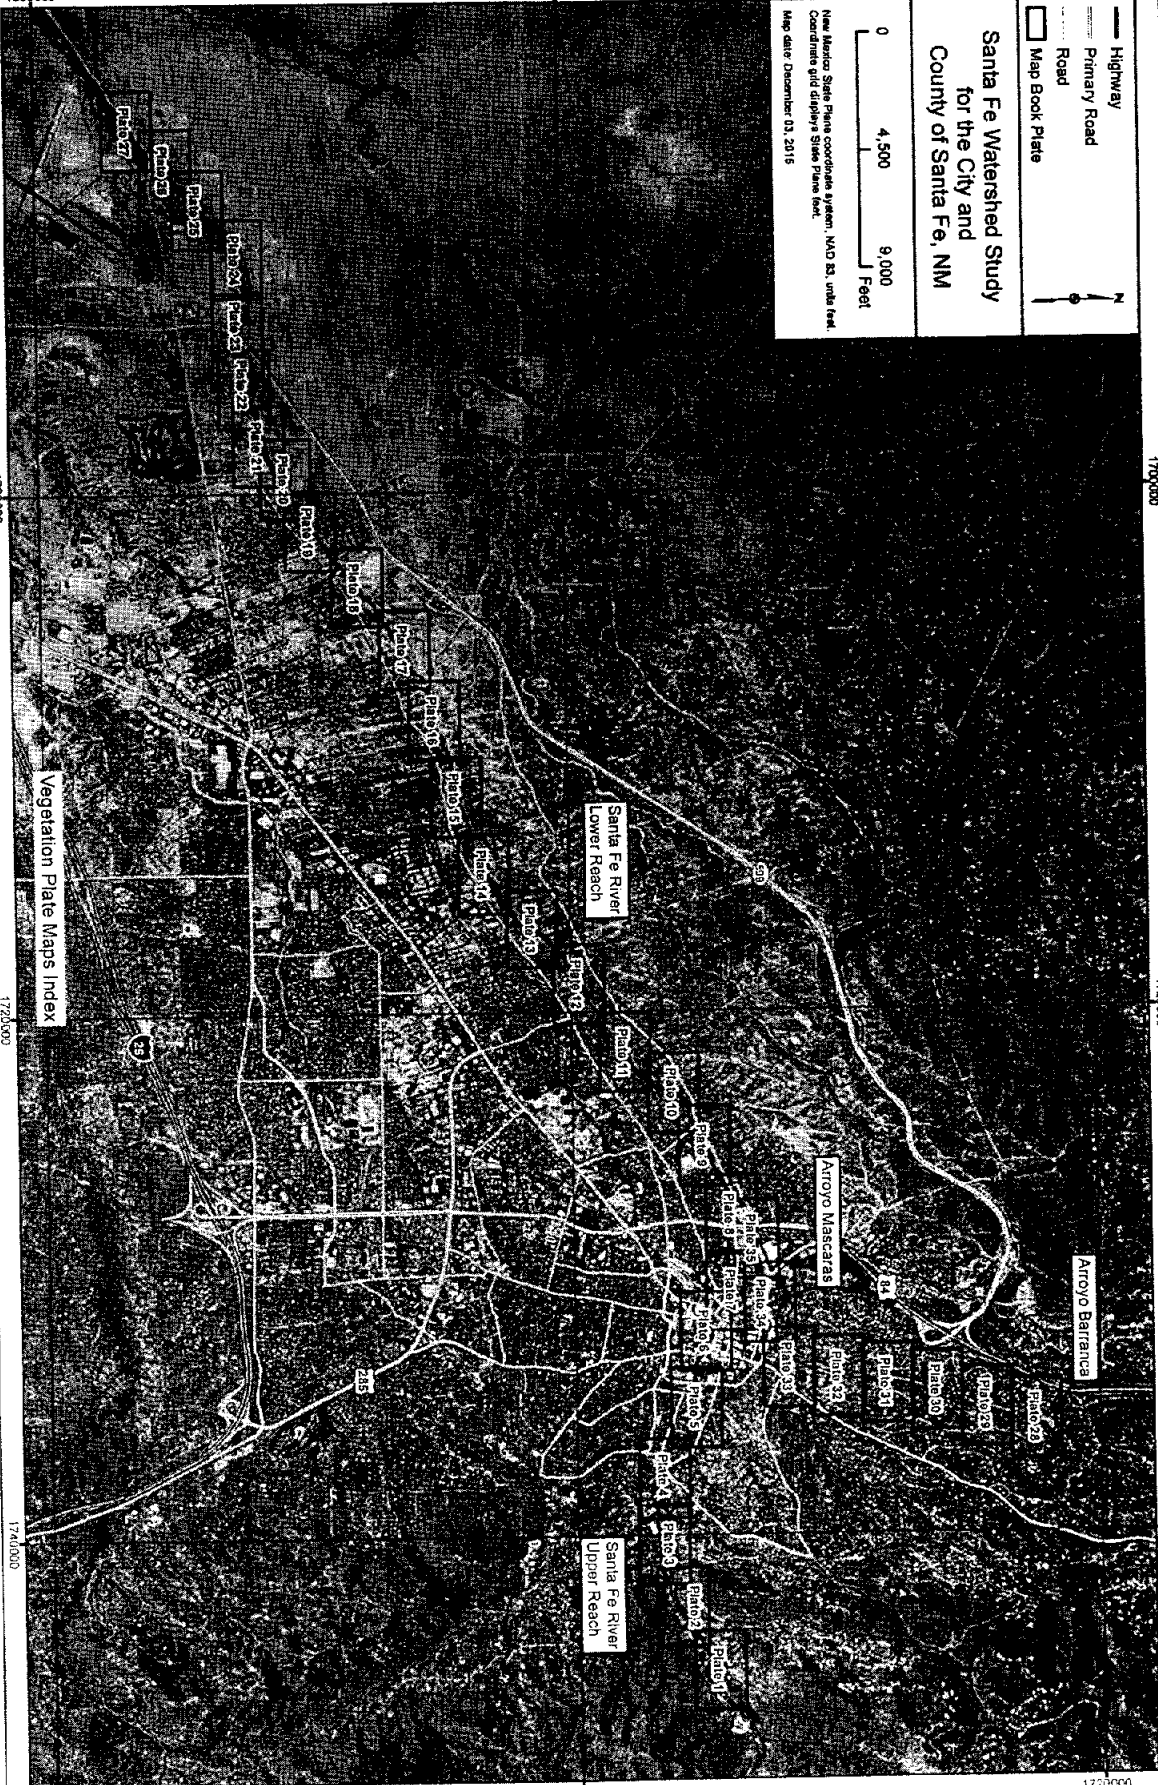 Highway
Primary Road
Road
Map Book Plate
N
Santa Fe Watershed Study
for the City and
County of Santa Fe, NM
0 4,500 9,000
Feet
New Mexico State Plane coordinate system, NAD 83, units feet.
Coordinate grid displays State Plane feet.
Map date: December 03, 2015
1700000
1720000
1740000
1720000
Arroyo Barranca
Arroyo Mascaras
Santa Fe River
Lower Reach
Santa Fe River
Upper Reach
599
84
285
25
Plate 1
Plate 2
Plate 3
Plate 4
Plate 5
Plate 6
Plate 7
Plate 8
Plate 9
Plate 10
Plate 11
Plate 12
Plate 13
Plate 14
Plate 15
Plate 16
Plate 17
Plate 18
Plate 19
Plate 20
Plate 21
Plate 22
Plate 23
Plate 24
Plate 25
Plate 26
Plate 27
Plate 28
Plate 29
Plate 30
Plate 31
Plate 32
Plate 33
Plate 34
Plate 35
Vegetation Plate Maps Index